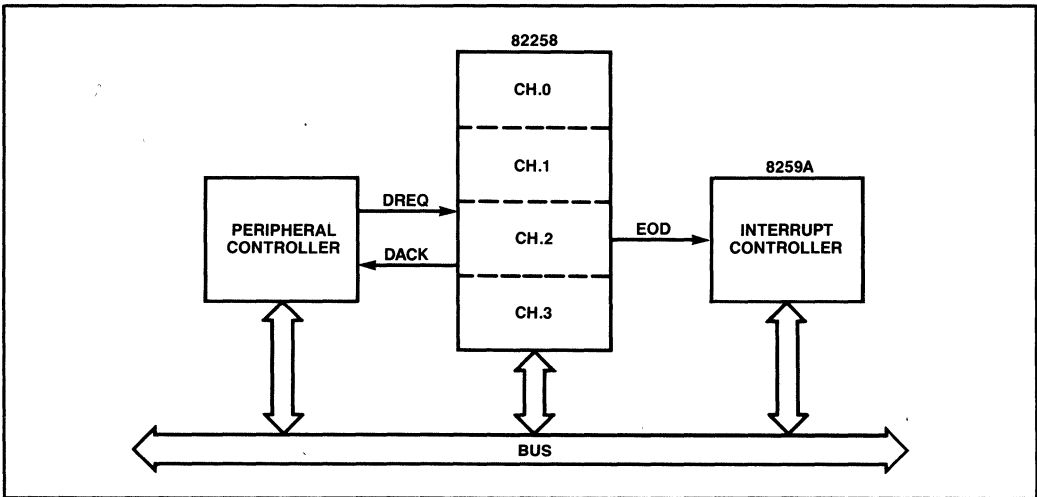 82258
CH.0
CH.1
CH.2
CH.3
DREQ
DACK
PERIPHERAL
CONTROLLER
EOD
8259A
INTERRUPT
CONTROLLER
BUS